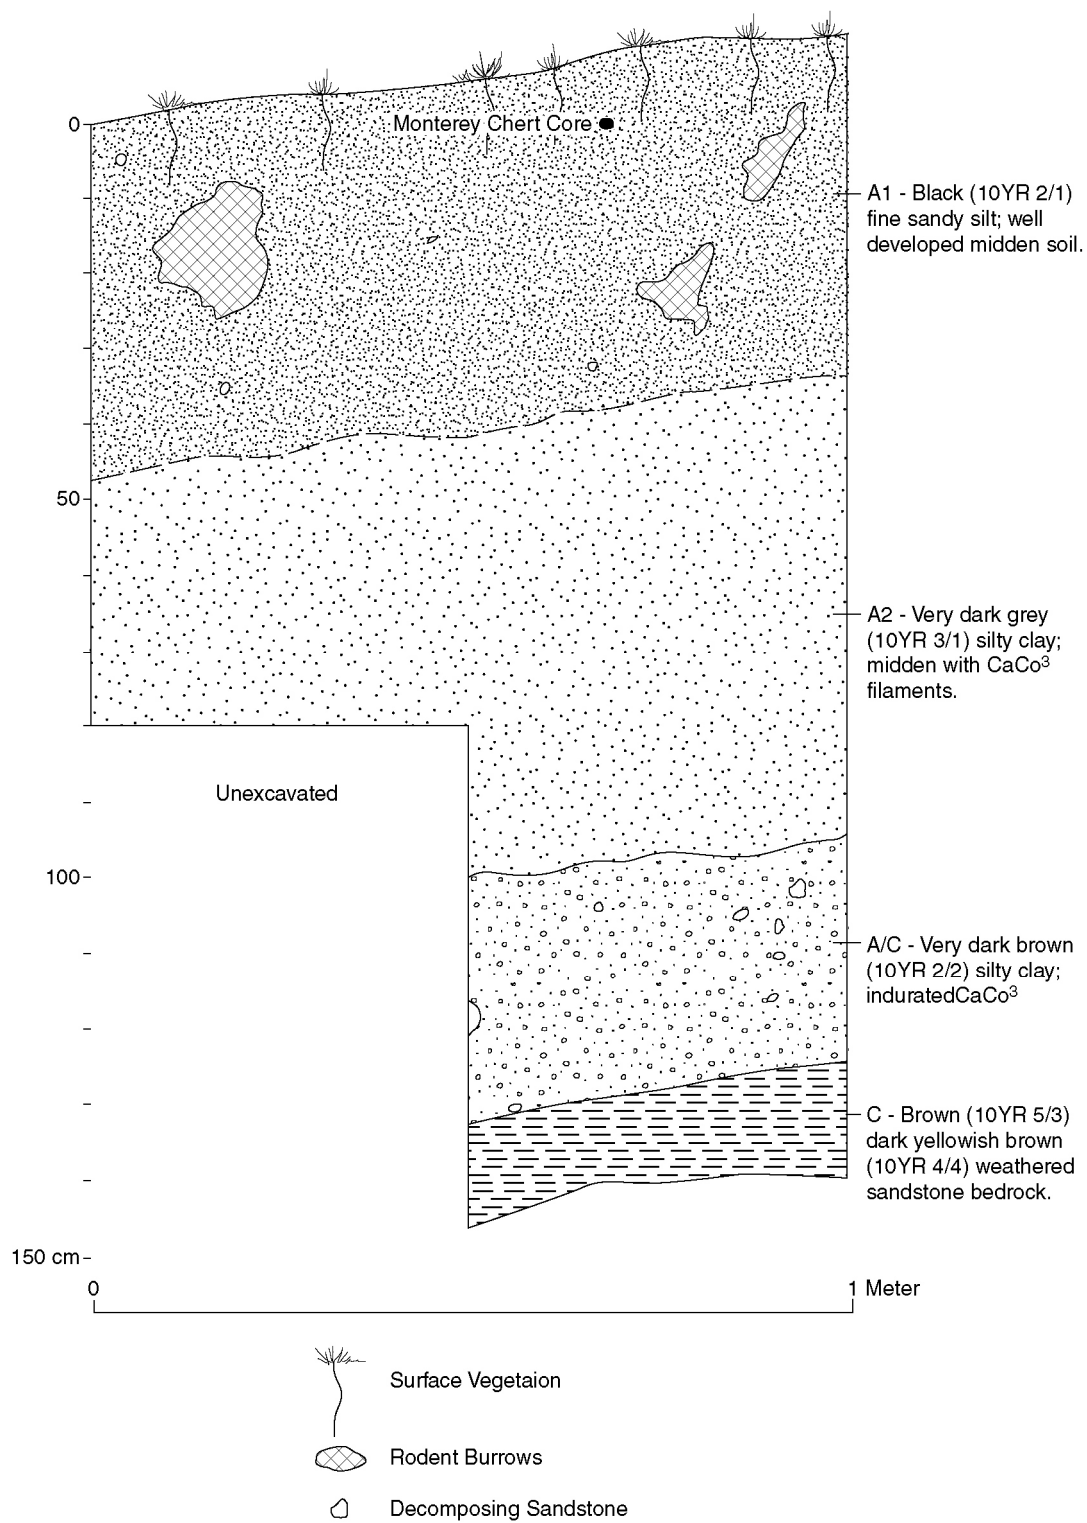 0
Monterey Chert Core
A1 - Black (10YR 2/1)
fine sandy silt; well
developed midden soil.
50
A2 - Very dark grey
(10YR 3/1) silty clay;
midden with CaCo³
filaments.
Unexcavated
100
A/C - Very dark brown
(10YR 2/2) silty clay;
induratedCaCo³
C - Brown (10YR 5/3)
dark yellowish brown
(10YR 4/4) weathered
sandstone bedrock.
150 cm
0 1 Meter
Surface Vegetaion
Rodent Burrows
Decomposing Sandstone